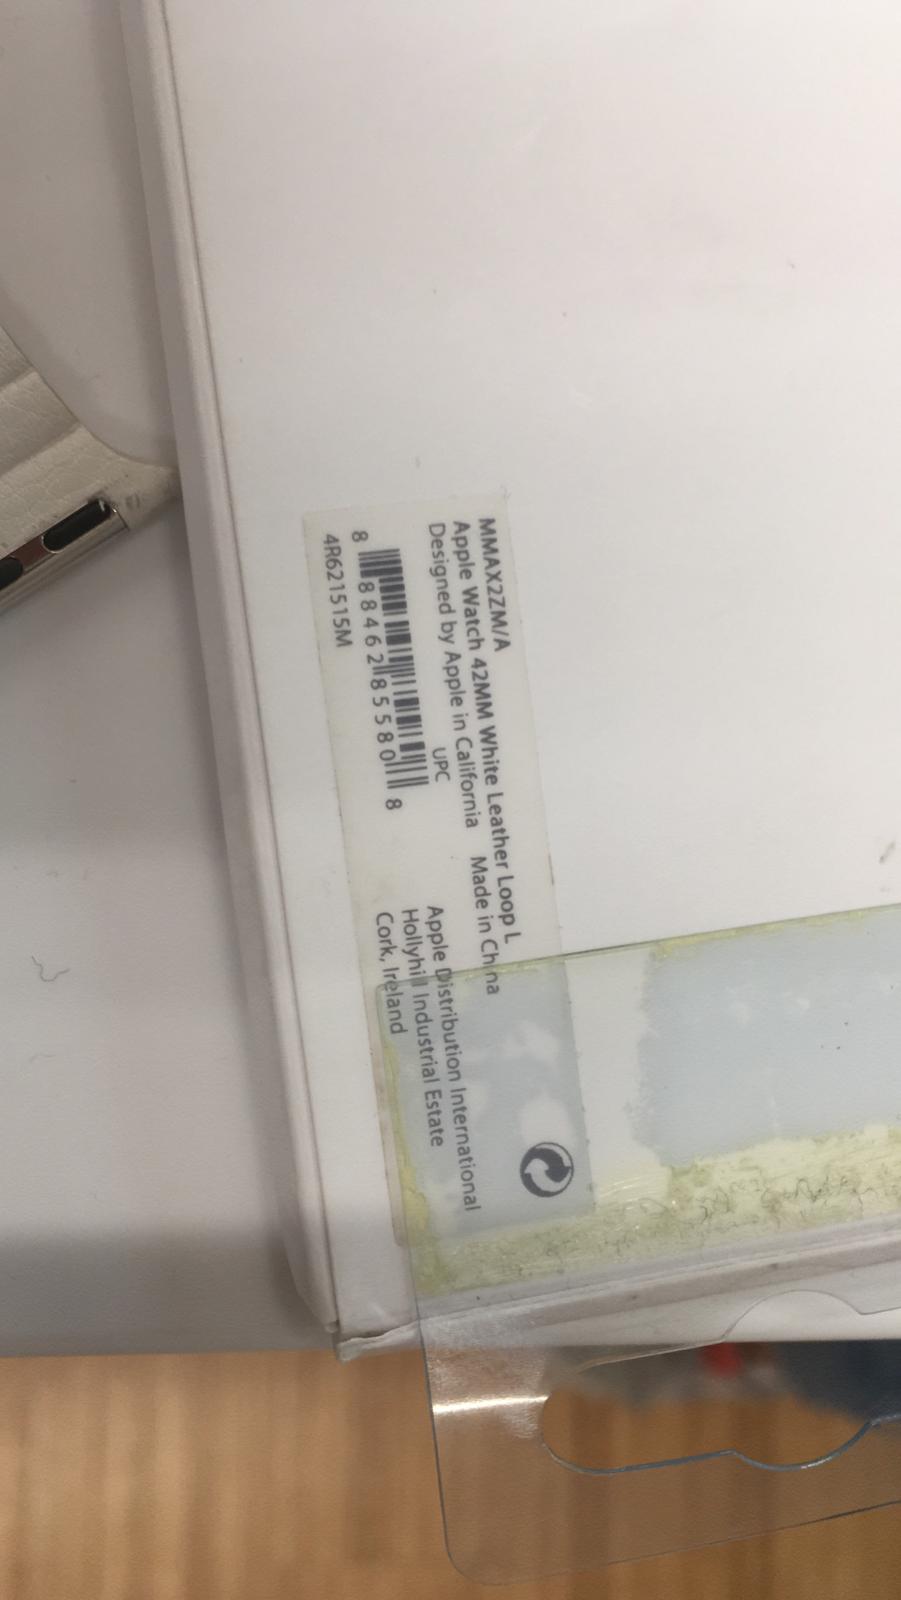 MMAX2ZM/A
Apple Watch 42MM White Leather Loop L
Designed by Apple in California Made in China
UPC
8 88462 85580 8
4R621515M
Apple Distribution International
Hollyhill Industrial Estate
Cork, Ireland